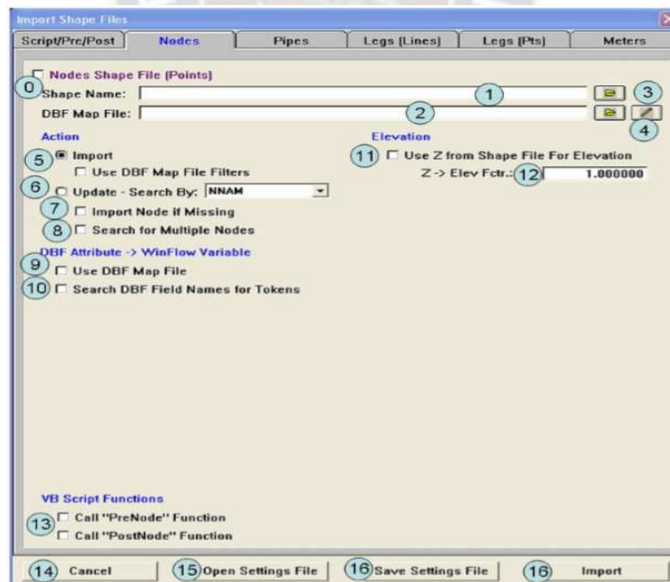 Import Shape Files
Script/Pre/Post Nodes Pipes Legs (Lines) Legs (Pts) Meters
Nodes Shape File (Points)
0 Shape Name: 1 3
DBF Map File: 2 4
Action Elevation
5 Import 11 Use Z from Shape File For Elevation
Use DBF Map File Filters Z -> Elev Fctr.: 12 1.000000
6 Update - Search By: NNAM
7 Import Node if Missing
8 Search for Multiple Nodes
DBF Attribute -> WinFlow Variable
9 Use DBF Map File
10 Search DBF Field Names for Tokens
VB Script Functions
13 Call "PreNode" Function
Call "PostNode" Function
14 Cancel 15 Open Settings File 16 Save Settings File 16 Import